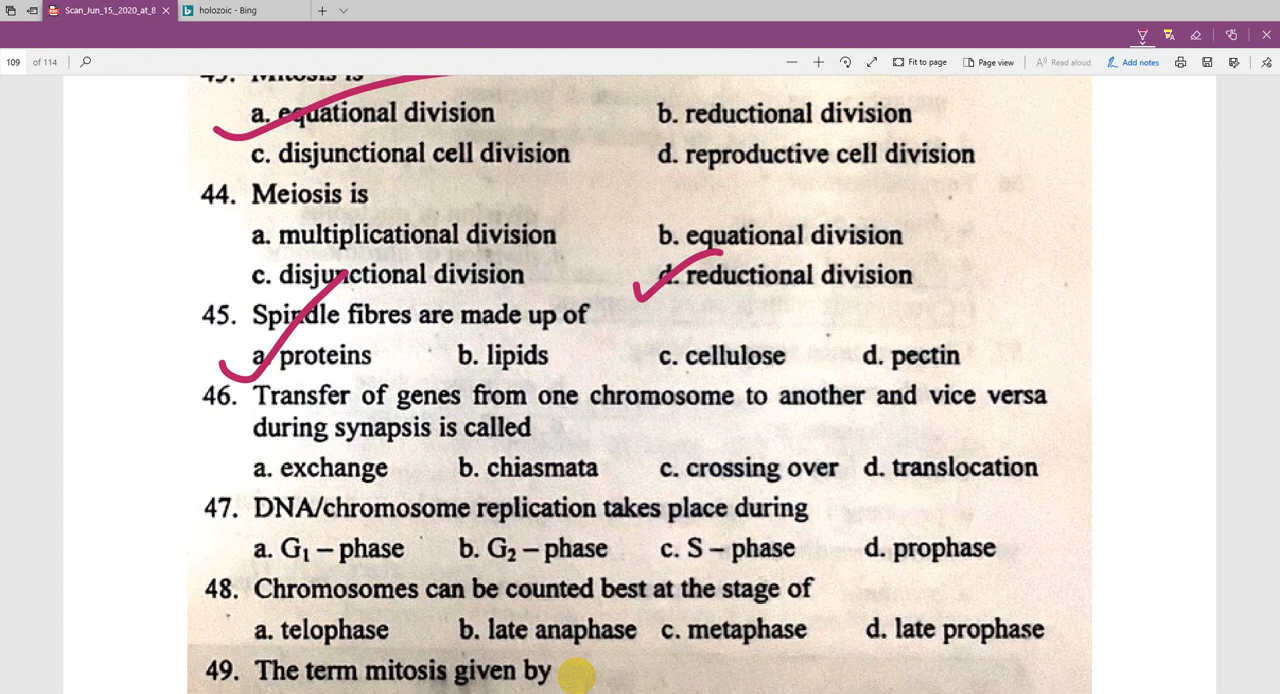 Scan_Jun_15,_2020_at_8
holozoic - Bing
109 of 114
Fit to page
Page view
Read aloud
Add notes
Mitosis is
a. equational division b. reductional division
c. disjunctional cell division d. reproductive cell division
44. Meiosis is
a. multiplicational division b. equational division
c. disjunctional division d. reductional division
45. Spindle fibres are made up of
a. proteins b. lipids c. cellulose d. pectin
46. Transfer of genes from one chromosome to another and vice versa
during synapsis is called
a. exchange b. chiasmata c. crossing over d. translocation
47. DNA/chromosome replication takes place during
a. G₁ – phase b. G₂ – phase c. S – phase d. prophase
48. Chromosomes can be counted best at the stage of
a. telophase b. late anaphase c. metaphase d. late prophase
49. The term mitosis given by